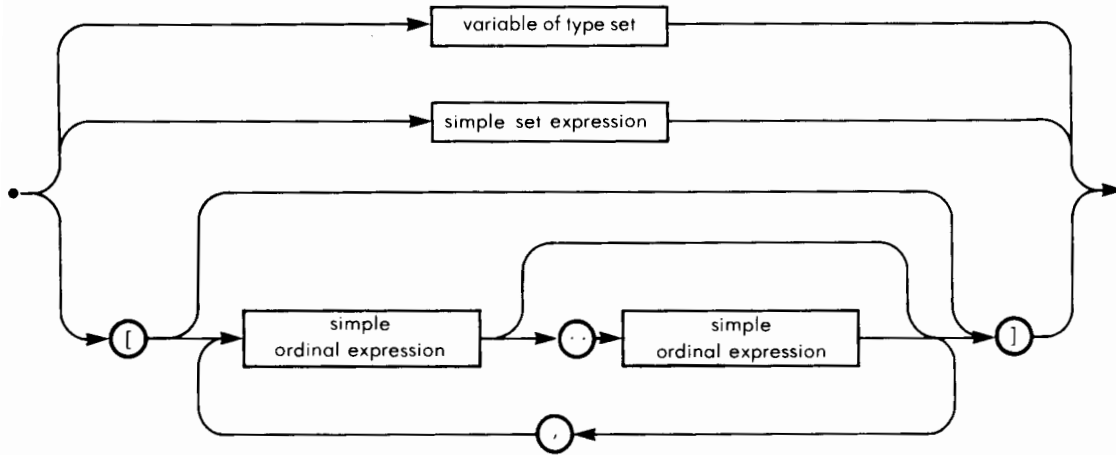 variable of type set
simple set expression
[
simple
ordinal expression
..
simple
ordinal expression
]
,